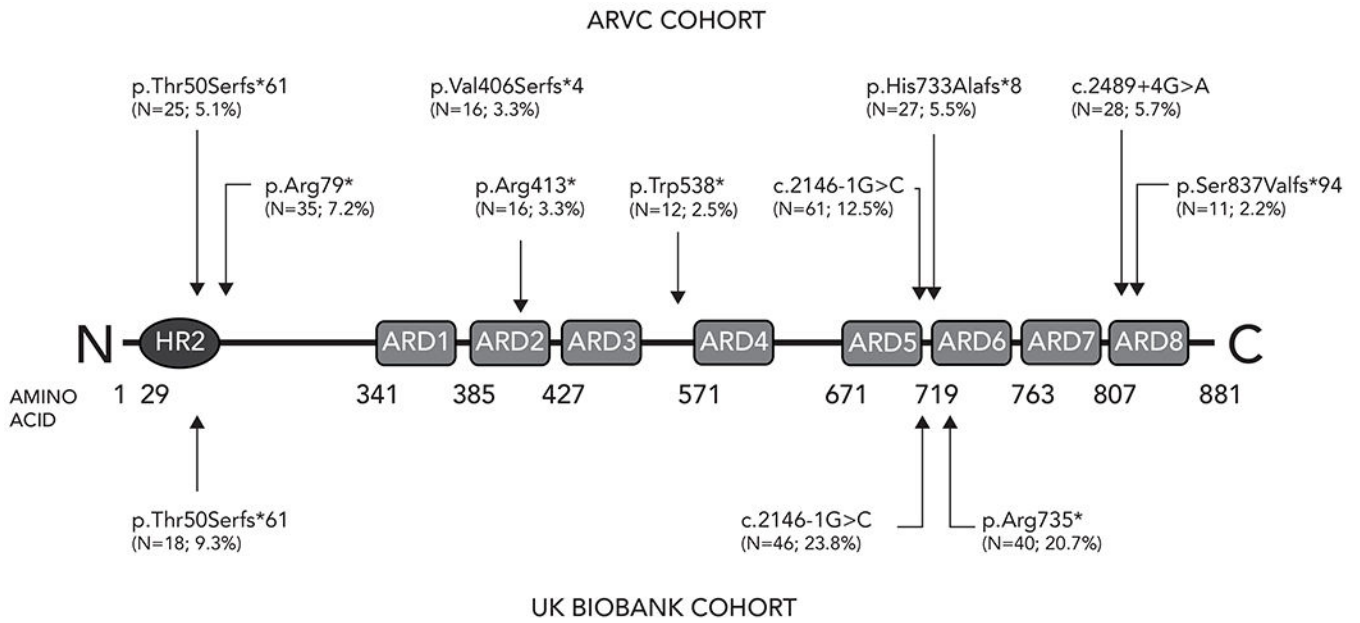 ARVC COHORT
p.Thr50Serfs*61
(N=25; 5.1%)
p.Val406Serfs*4
(N=16; 3.3%)
p.His733Alafs*8
(N=27; 5.5%)
c.2489+4G>A
(N=28; 5.7%)
p.Arg79*
(N=35; 7.2%)
p.Arg413*
(N=16; 3.3%)
p.Trp538*
(N=12; 2.5%)
c.2146-1G>C
(N=61; 12.5%)
p.Ser837Valfs*94
(N=11; 2.2%)
N HR2 ARD1 ARD2 ARD3 ARD4 ARD5 ARD6 ARD7 ARD8 C
AMINO
ACID
1 29 341 385 427 571 671 719 763 807 881
p.Thr50Serfs*61
(N=18; 9.3%)
c.2146-1G>C
(N=46; 23.8%)
p.Arg735*
(N=40; 20.7%)
UK BIOBANK COHORT